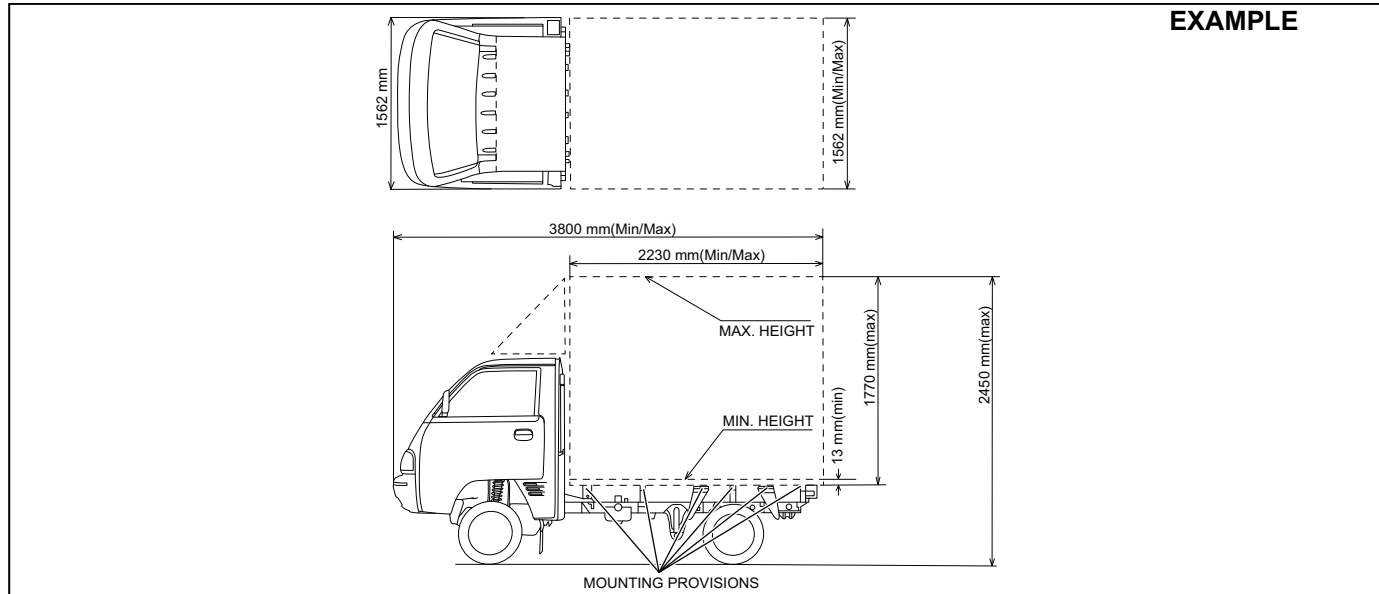 EXAMPLE
1562 mm
1562 mm(Min/Max)
3800 mm(Min/Max)
2230 mm(Min/Max)
MAX. HEIGHT
1770 mm(max)
2450 mm(max)
MIN. HEIGHT
13 mm(min)
MOUNTING PROVISIONS